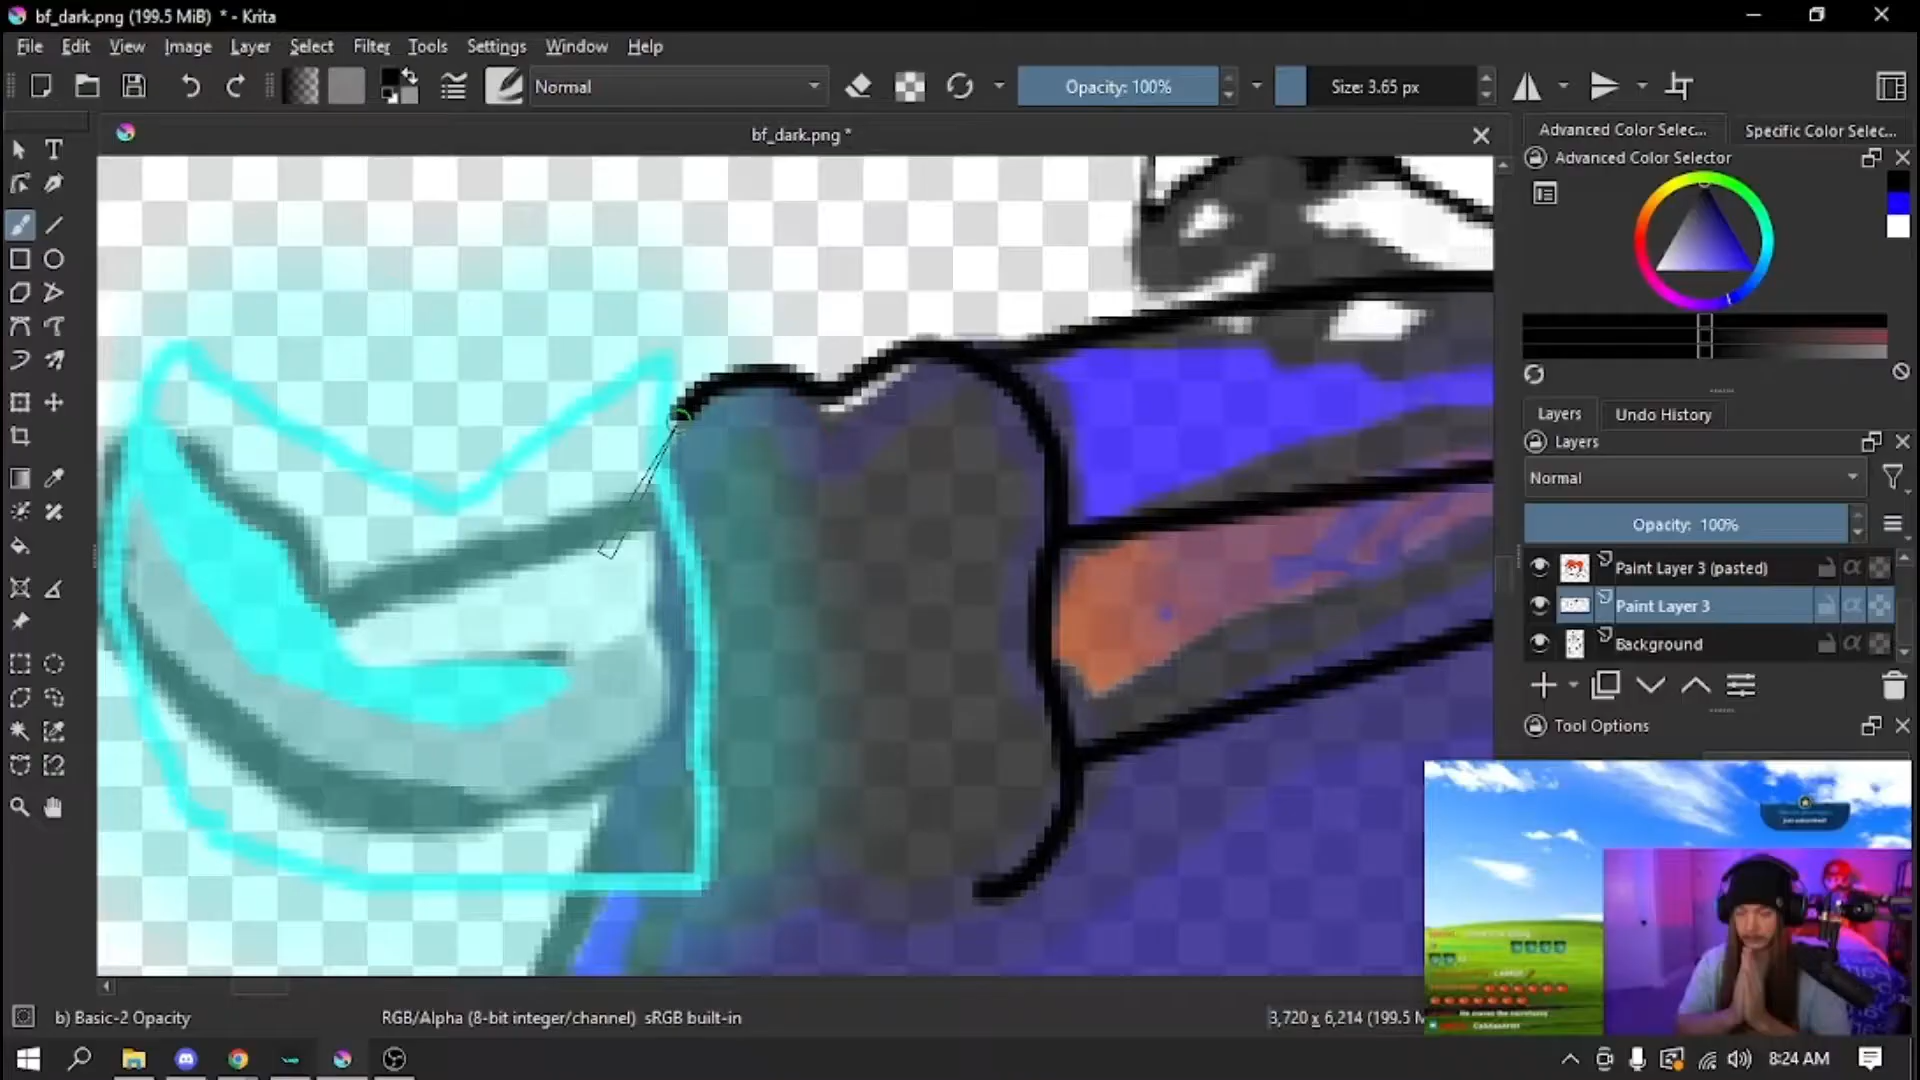 bf_dark.png (199.5 MiB) * - Krita
File Edit View Image Layer Select Filter Tools Settings Window Help
Normal
Opacity: 100%
Size: 3.65 px
bf_dark.png *
Advanced Color Selec...
Specific Color Selec...
Advanced Color Selector
Layers
Undo History
Layers
Normal
Opacity: 100%
Paint Layer 3 (pasted)
Paint Layer 3
Background
Tool Options
b) Basic-2 Opacity
RGB/Alpha (8-bit integer/channel) sRGB built-in
3,720 x 6,214 (199.5 M
8:24 AM